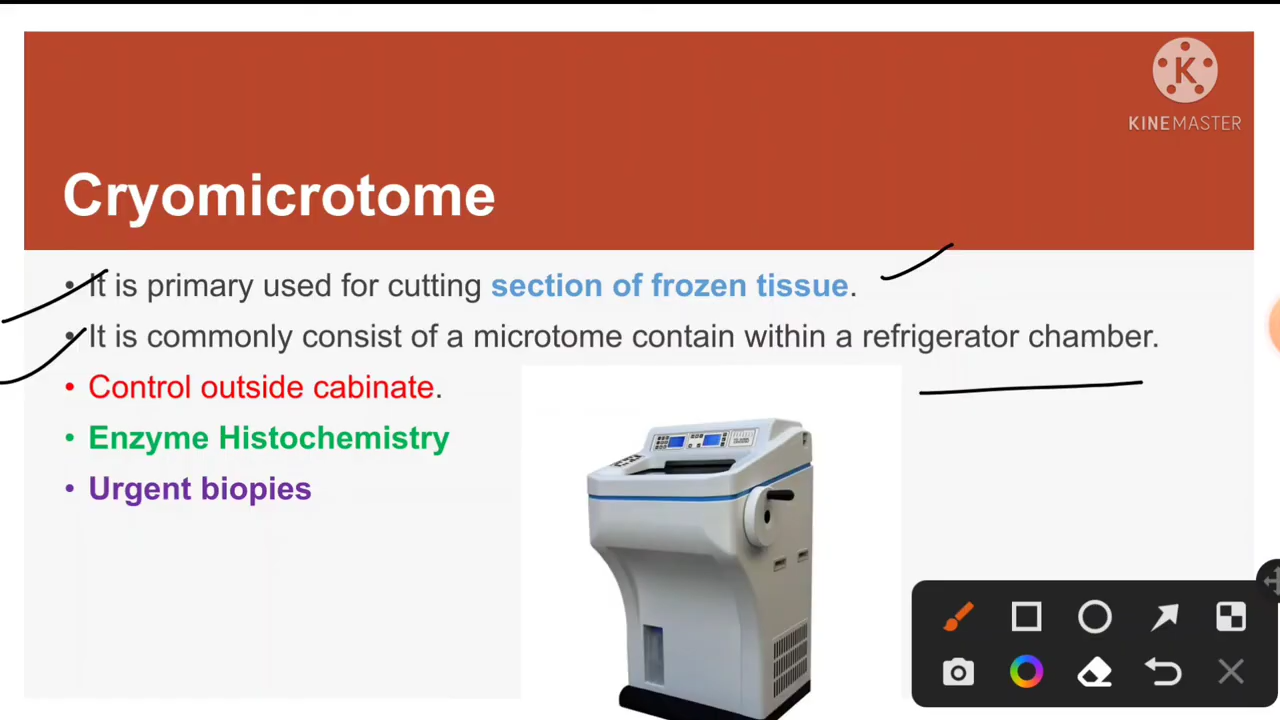 K
KINEMASTER
Cryomicrotome
• It is primary used for cutting section of frozen tissue.
• It is commonly consist of a microtome contain within a refrigerator chamber.
• Control outside cabinate.
• Enzyme Histochemistry
• Urgent biopies